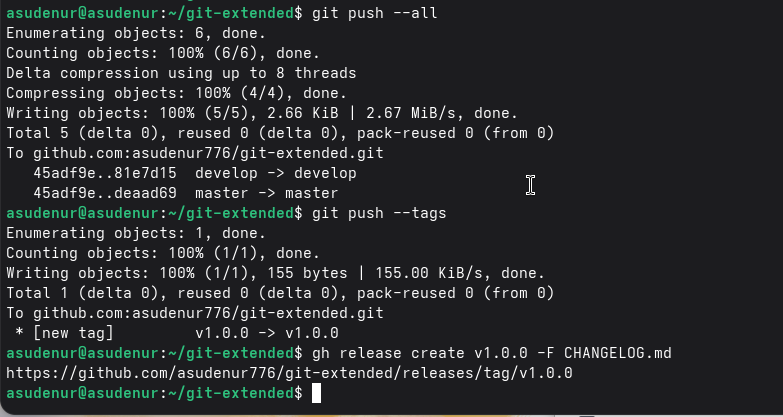 asudenur@asudenur:~/git-extended$ git push --all
Enumerating objects: 6, done.
Counting objects: 100% (6/6), done.
Delta compression using up to 8 threads
Compressing objects: 100% (4/4), done.
Writing objects: 100% (5/5), 2.66 KiB | 2.67 MiB/s, done.
Total 5 (delta 0), reused 0 (delta 0), pack-reused 0 (from 0)
To github.com:asudenur776/git-extended.git
   45adf9e..81e7d15  develop -> develop
   45adf9e..deaad69  master -> master
asudenur@asudenur:~/git-extended$ git push --tags
Enumerating objects: 1, done.
Counting objects: 100% (1/1), done.
Writing objects: 100% (1/1), 155 bytes | 155.00 KiB/s, done.
Total 1 (delta 0), reused 0 (delta 0), pack-reused 0 (from 0)
To github.com:asudenur776/git-extended.git
 * [new tag]         v1.0.0 -> v1.0.0
asudenur@asudenur:~/git-extended$ gh release create v1.0.0 -F CHANGELOG.md
https://github.com/asudenur776/git-extended/releases/tag/v1.0.0
asudenur@asudenur:~/git-extended$